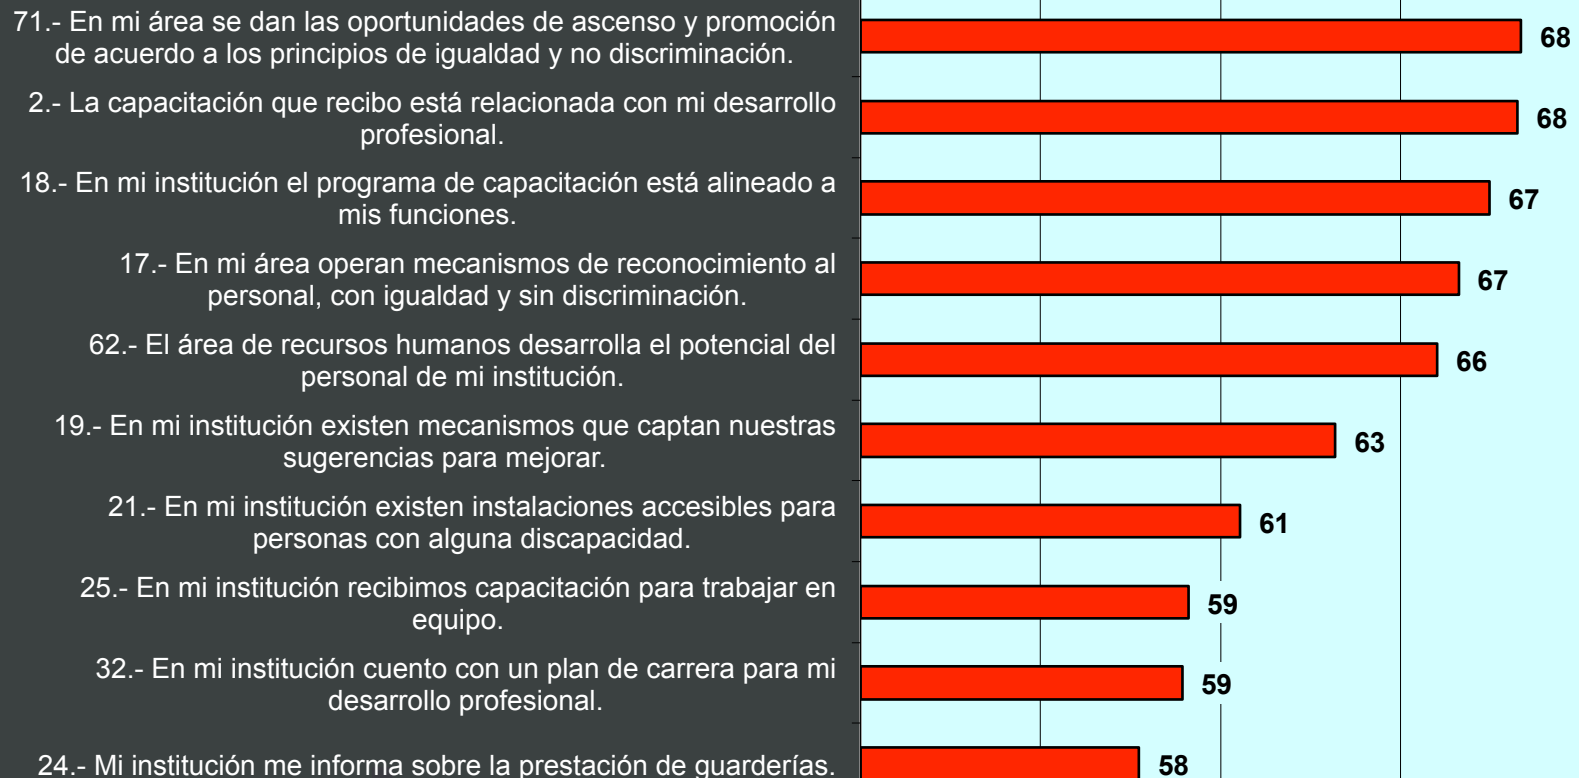 71.- En mi área se dan las oportunidades de ascenso y promoción
de acuerdo a los principios de igualdad y no discriminación.
68
2.- La capacitación que recibo está relacionada con mi desarrollo
profesional.
68
18.- En mi institución el programa de capacitación está alineado a
mis funciones.
67
17.- En mi área operan mecanismos de reconocimiento al
personal, con igualdad y sin discriminación.
67
62.- El área de recursos humanos desarrolla el potencial del
personal de mi institución.
66
19.- En mi institución existen mecanismos que captan nuestras
sugerencias para mejorar.
63
21.- En mi institución existen instalaciones accesibles para
personas con alguna discapacidad.
61
25.- En mi institución recibimos capacitación para trabajar en
equipo.
59
32.- En mi institución cuento con un plan de carrera para mi
desarrollo profesional.
59
24.- Mi institución me informa sobre la prestación de guarderías.
58